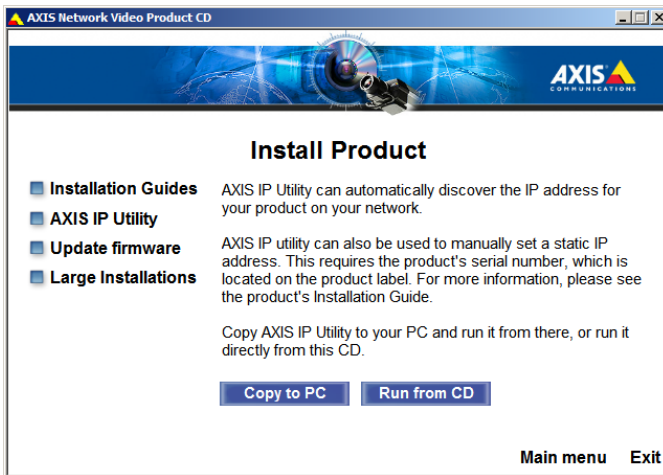 AXIS Network Video Product CD
AXIS
COMMUNICATIONS
Install Product
Installation Guides
AXIS IP Utility
Update firmware
Large Installations
AXIS IP Utility can automatically discover the IP address for
your product on your network.
AXIS IP utility can also be used to manually set a static IP
address. This requires the product's serial number, which is
located on the product label. For more information, please see
the product's Installation Guide.
Copy AXIS IP Utility to your PC and run it from there, or run it
directly from this CD.
Copy to PC
Run from CD
Main menu
Exit